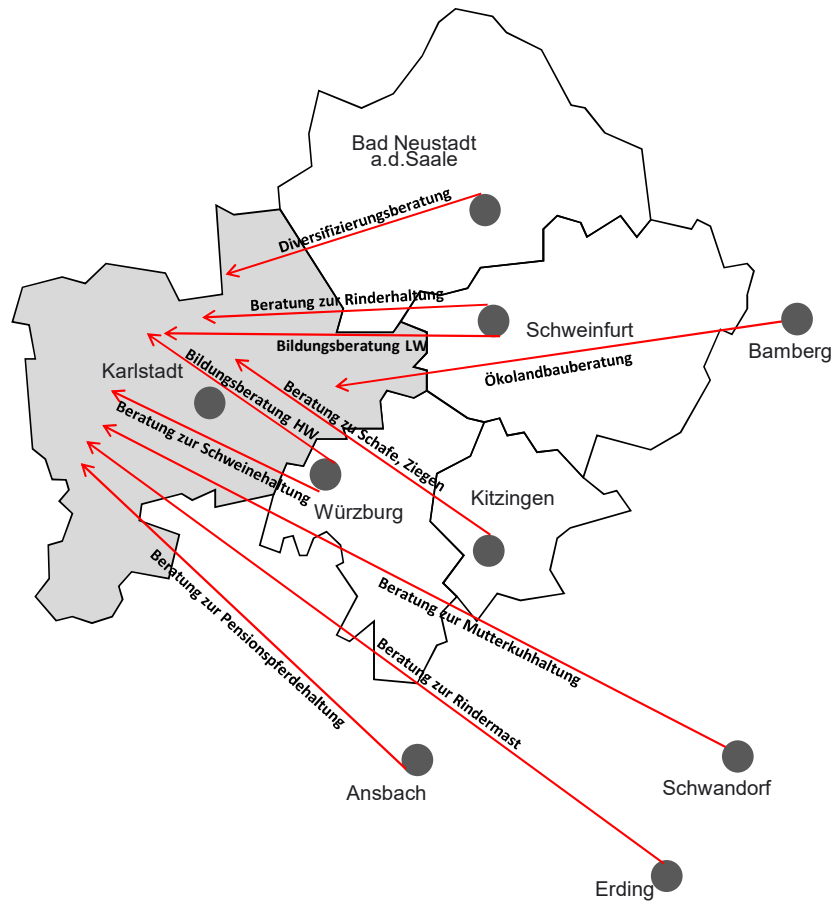 Bad Neustadt
a.d.Saale
Diversifizierungsberatung
Beratung zur Rinderhaltung
Schweinfurt
Bildungsberatung LW
Bamberg
Ökolandbauberatung
Karlstadt
Bildungsberatung HW
Beratung zu Schafe, Ziegen
Beratung zur Schweinehaltung
Kitzingen
Würzburg
Beratung zur Pensionspferdehaltung
Beratung zur Mutterkuhhaltung
Beratung zur Rindermast
Ansbach
Schwandorf
Erding